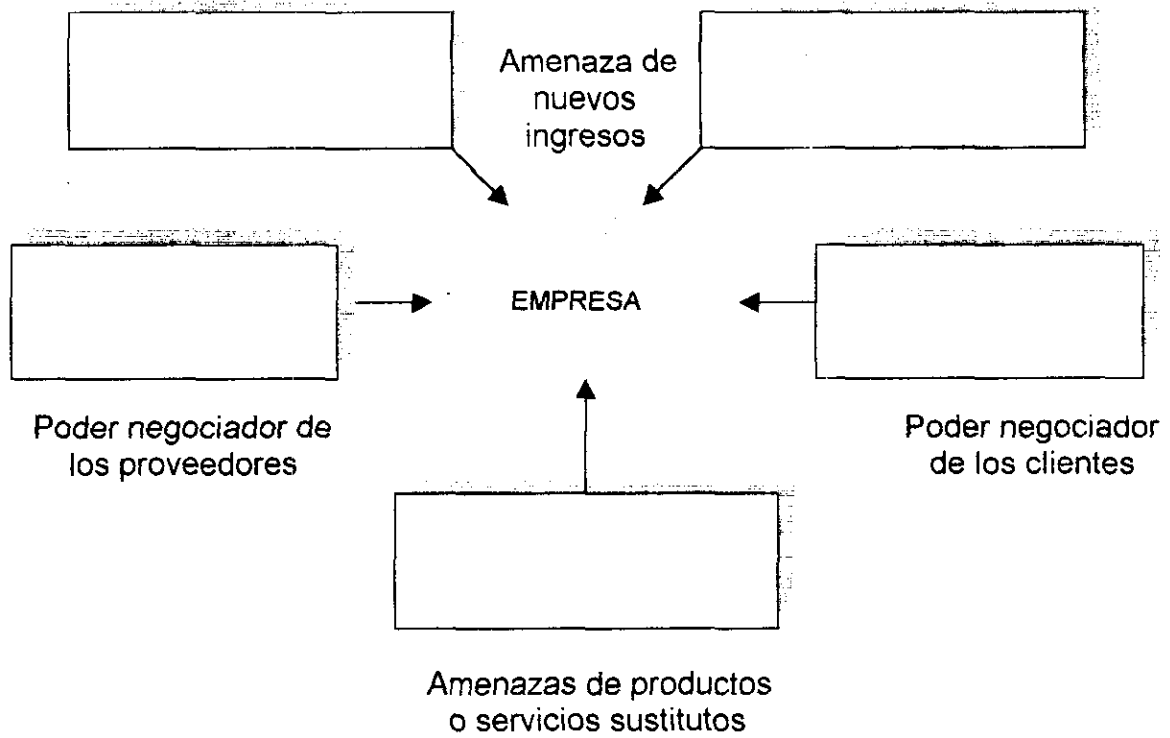 Amenaza de
nuevos
ingresos
EMPRESA
Poder negociador de
los proveedores
Poder negociador
de los clientes
Amenazas de productos
o servicios sustitutos